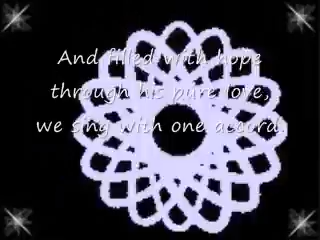 And filled with hope
through his pure love,
we sing with one accord.